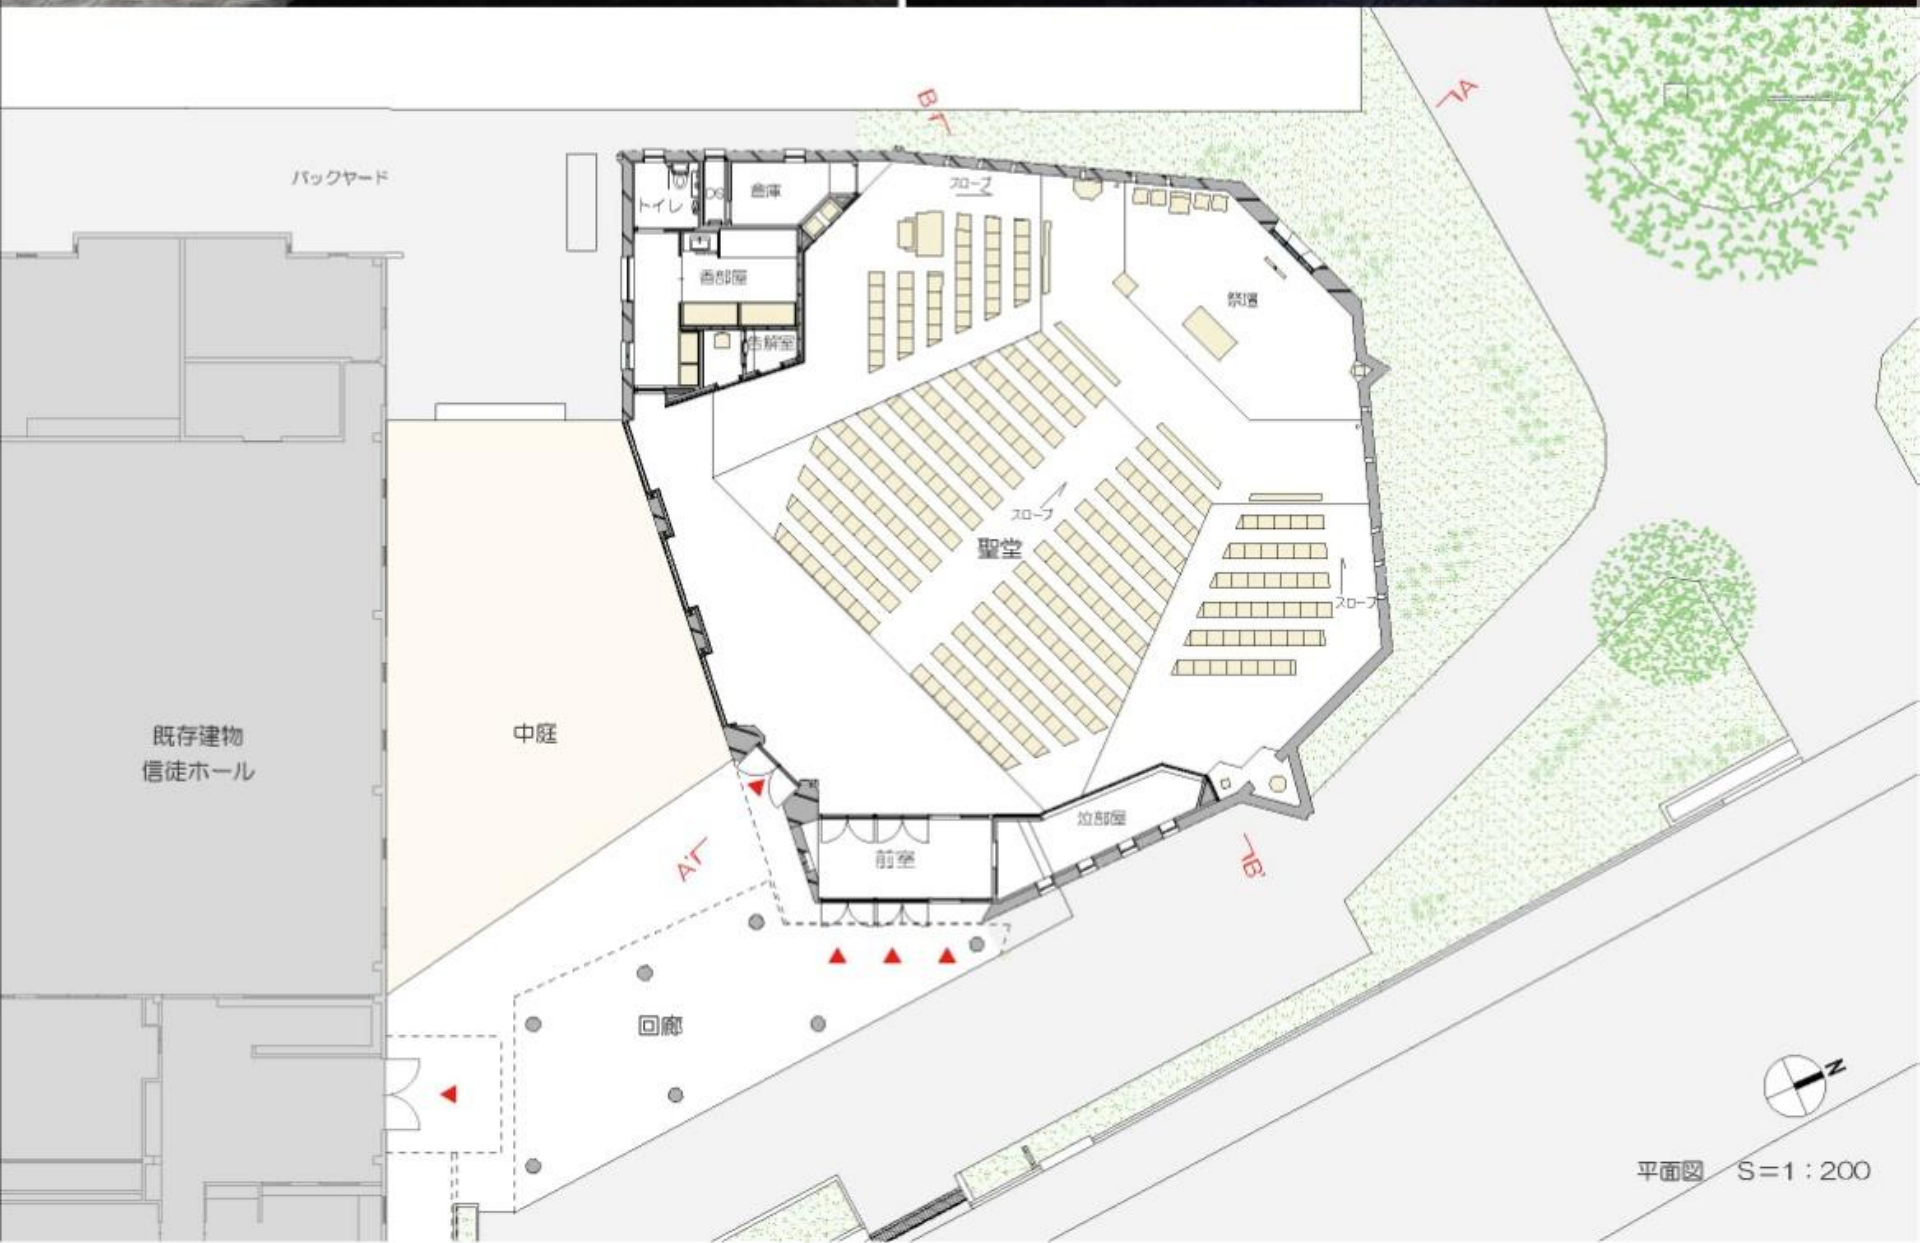 B
A
バックヤード
トイレ
DS
倉庫
スロープ
香部屋
祭壇
告解室
スロープ
聖堂
スロープ
既存建物
信徒ホール
中庭
泣部屋
A'
前室
B'
回廊
N
平面図 S=1:200